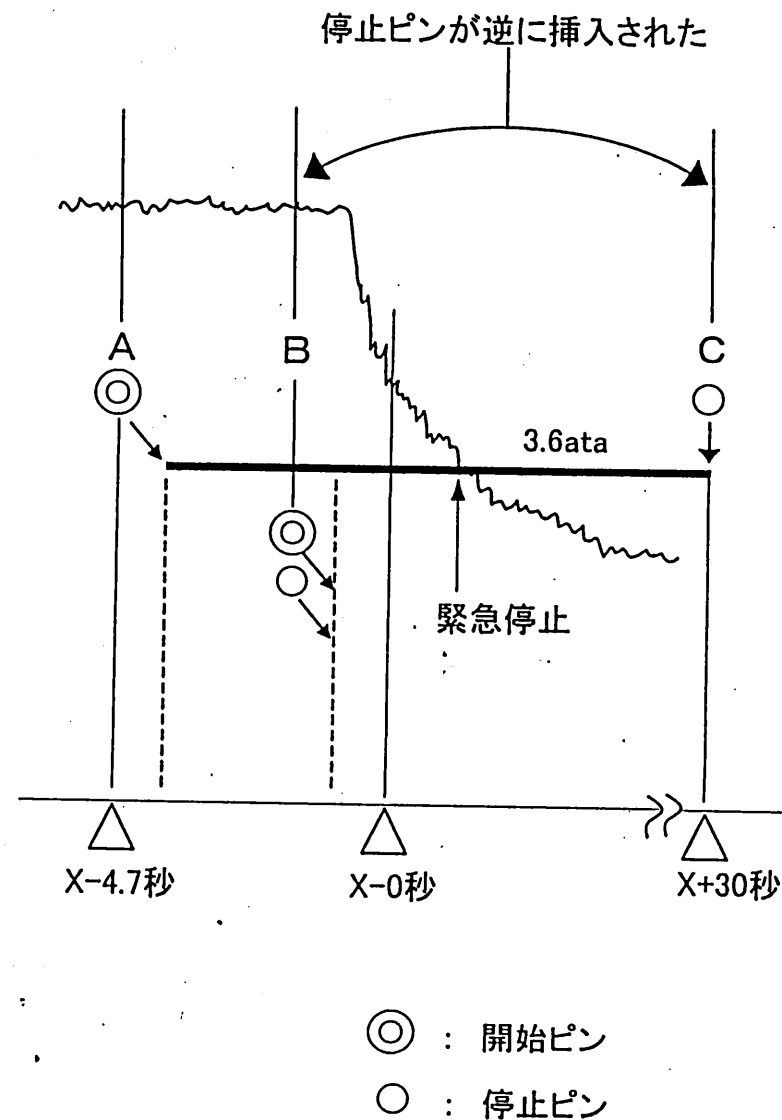 停止ピンが逆に挿入された
A
B
C
3.6ata
緊急停止
X-4.7秒
X-0秒
X+30秒
◎ : 開始ピン
○ : 停止ピン